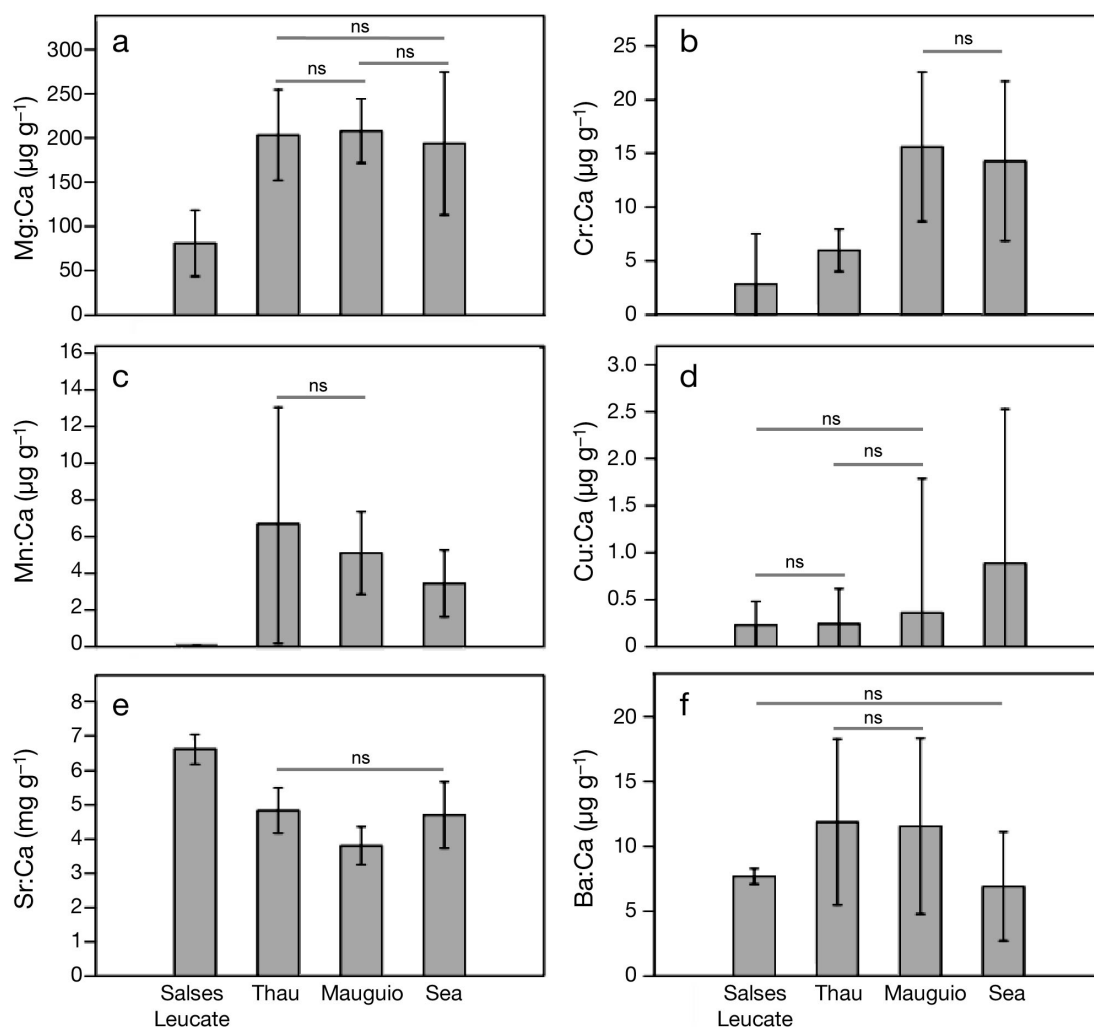 a
Mg:Ca (µg g⁻¹)
300
250
200
150
100
50
0
ns
ns
ns
b
Cr:Ca (µg g⁻¹)
25
20
15
10
5
0
ns
c
Mn:Ca (µg g⁻¹)
16
14
12
10
8
6
4
2
0
ns
d
Cu:Ca (µg g⁻¹)
3.0
2.5
2.0
1.5
1.0
0.5
0
ns
ns
ns
e
Sr:Ca (mg g⁻¹)
8
7
6
5
4
3
2
1
0
ns
Salses Leucate
Thau
Mauguio
Sea
f
Ba:Ca (µg g⁻¹)
20
15
10
5
0
ns
ns
Salses Leucate
Thau
Mauguio
Sea